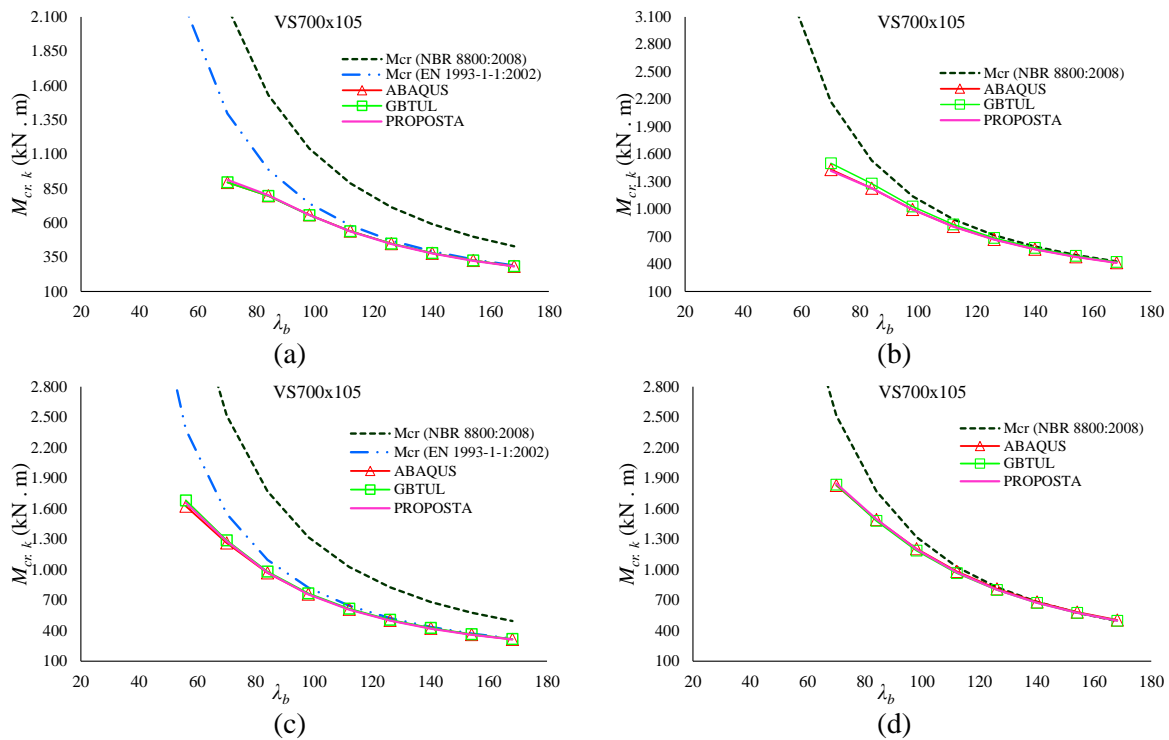 VS700x105
2.100
1.850
1.600
1.350
1.100
850
600
350
100
M_cr. k (kN . m)
Mcr (NBR 8800:2008)
Mcr (EN 1993-1-1:2002)
ABAQUS
GBTUL
PROPOSTA
20 40 60 80 100 120 140 160 180
λ_b
(a)
VS700x105
3.100
2.800
2.500
2.200
1.900
1.600
1.300
1.000
700
400
100
M_cr. k (kN . m)
Mcr (NBR 8800:2008)
ABAQUS
GBTUL
PROPOSTA
20 40 60 80 100 120 140 160 180
λ_b
(b)
VS700x105
2.800
2.500
2.200
1.900
1.600
1.300
1.000
700
400
100
M_cr. k (kN . m)
Mcr (NBR 8800:2008)
Mcr (EN 1993-1-1:2002)
ABAQUS
GBTUL
PROPOSTA
20 40 60 80 100 120 140 160 180
λ_b
(c)
VS700x105
2.800
2.500
2.200
1.900
1.600
1.300
1.000
700
400
100
M_cr. k (kN . m)
Mcr (NBR 8800:2008)
ABAQUS
GBTUL
PROPOSTA
20 40 60 80 100 120 140 160 180
λ_b
(d)